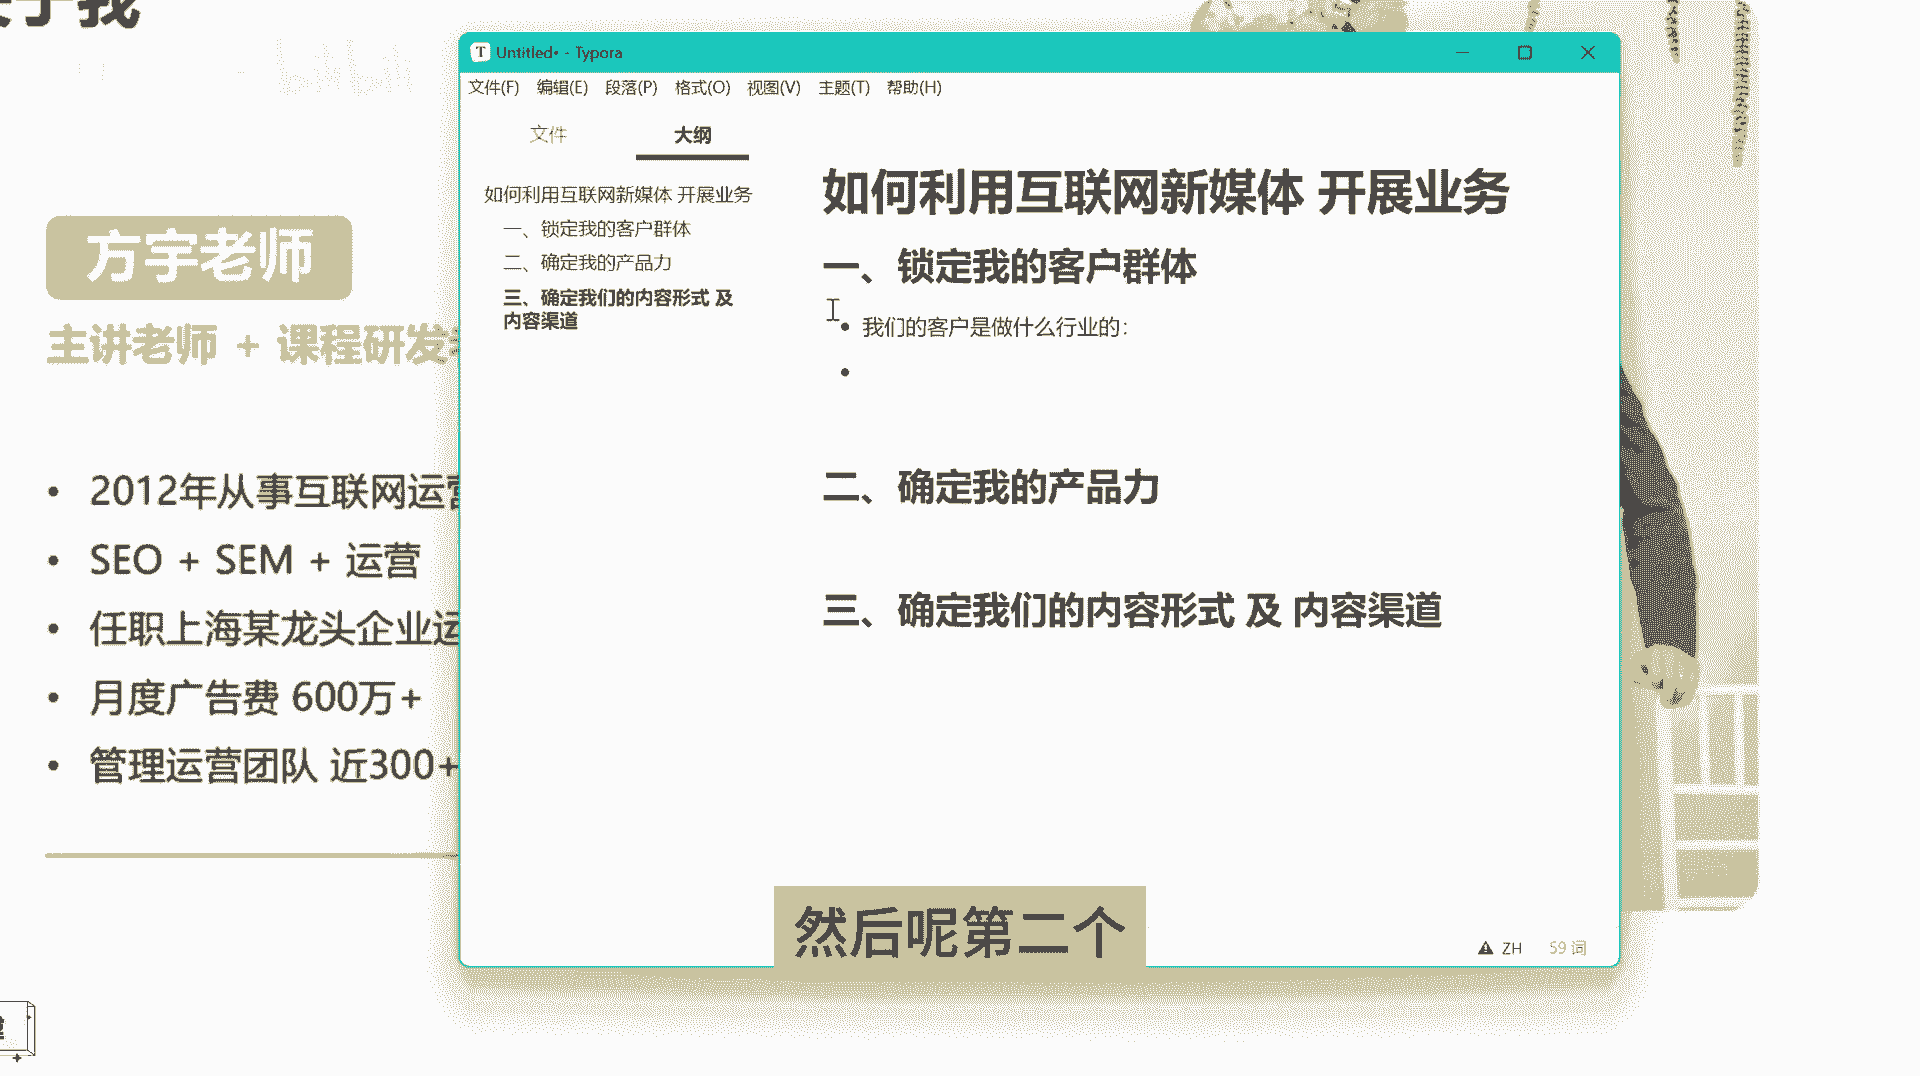 于我
方宇老师
主讲老师 + 课程研发
2012年从事互联网运营
SEO + SEM + 运营
任职上海某龙头企业运
月度广告费 600万+
管理运营团队 近300+
Untitled• - Typora
文件(F) 编辑(E) 段落(P) 格式(O) 视图(V) 主题(T) 帮助(H)
文件 大纲
如何利用互联网新媒体 开展业务
一、锁定我的客户群体
二、确定我的产品力
三、确定我们的内容形式 及
内容渠道
如何利用互联网新媒体 开展业务
一、锁定我的客户群体
我们的客户是做什么行业的：
二、确定我的产品力
三、确定我们的内容形式 及 内容渠道
ZH 59 词
然后呢第二个